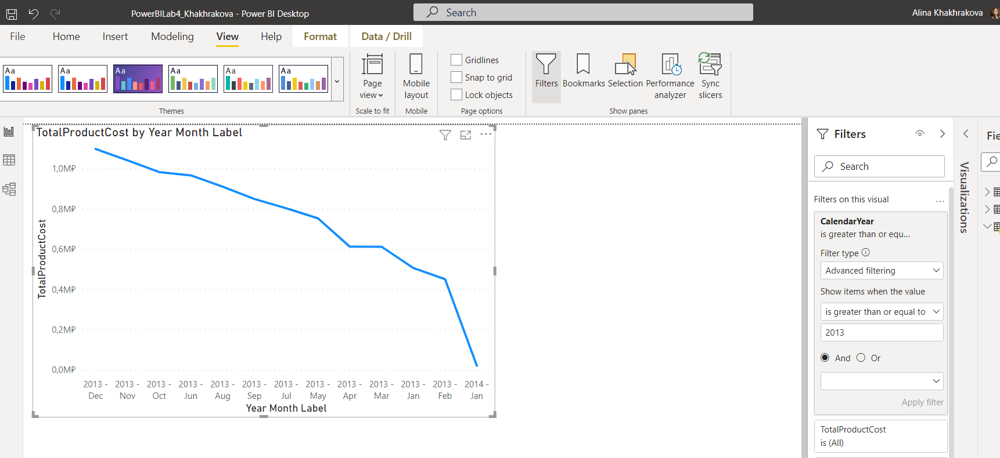 PowerBILab4_Khakhrakova - Power BI Desktop
Search
Alina Khakhrakova
File Home Insert Modeling View Help Format Data / Drill
Aa Aa Aa Aa Aa Aa
Page view
Mobile layout
Gridlines
Snap to grid
Lock objects
Filters
Bookmarks
Selection
Performance analyzer
Sync slicers
Themes Scale to fit Mobile Page options Show panes
TotalProductCost by Year Month Label
TotalProductCost
1,0M₽
0,8M₽
0,6M₽
0,4M₽
0,2M₽
0,0M₽
2013 - Dec
2013 - Nov
2013 - Oct
2013 - Jun
2013 - Aug
2013 - Sep
2013 - Jul
2013 - May
2013 - Apr
2013 - Mar
2013 - Jan
2013 - Feb
2014 - Jan
Year Month Label
Filters
Search
Filters on this visual
...
CalendarYear
is greater than or equ...
Filter type
Advanced filtering
Show items when the value
is greater than or equal to
2013
And Or
Apply filter
TotalProductCost
is (All)
Visualizations
Fie